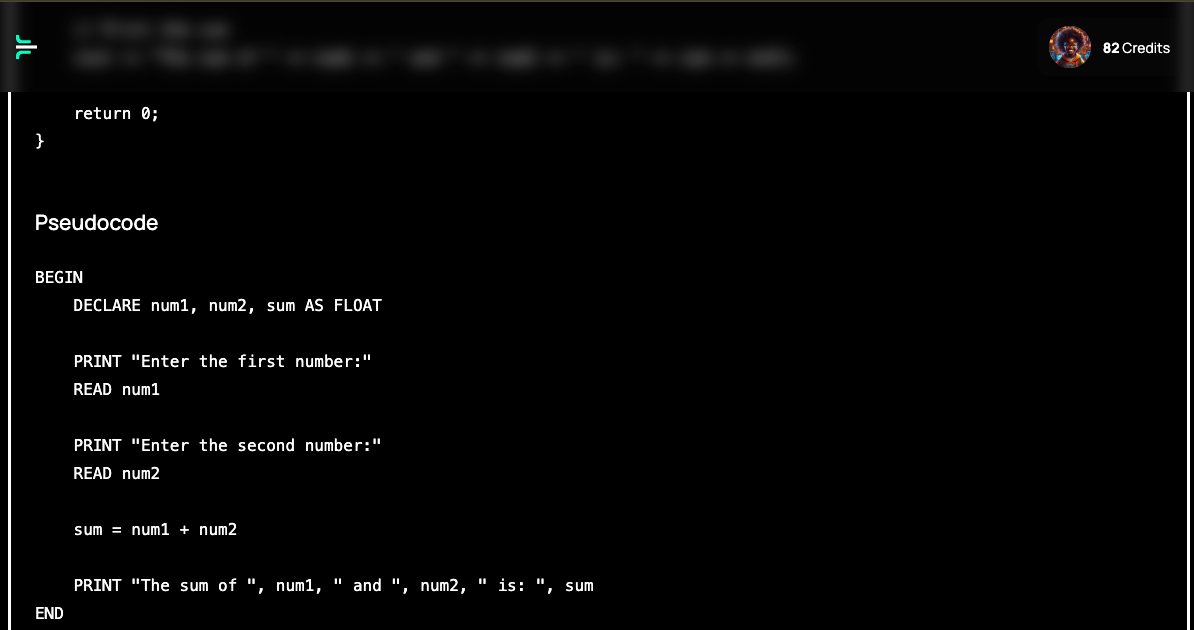 82 Credits
return 0;
}
Pseudocode
BEGIN
DECLARE num1, num2, sum AS FLOAT
PRINT "Enter the first number:"
READ num1
PRINT "Enter the second number:"
READ num2
sum = num1 + num2
PRINT "The sum of ", num1, " and ", num2, " is: ", sum
END